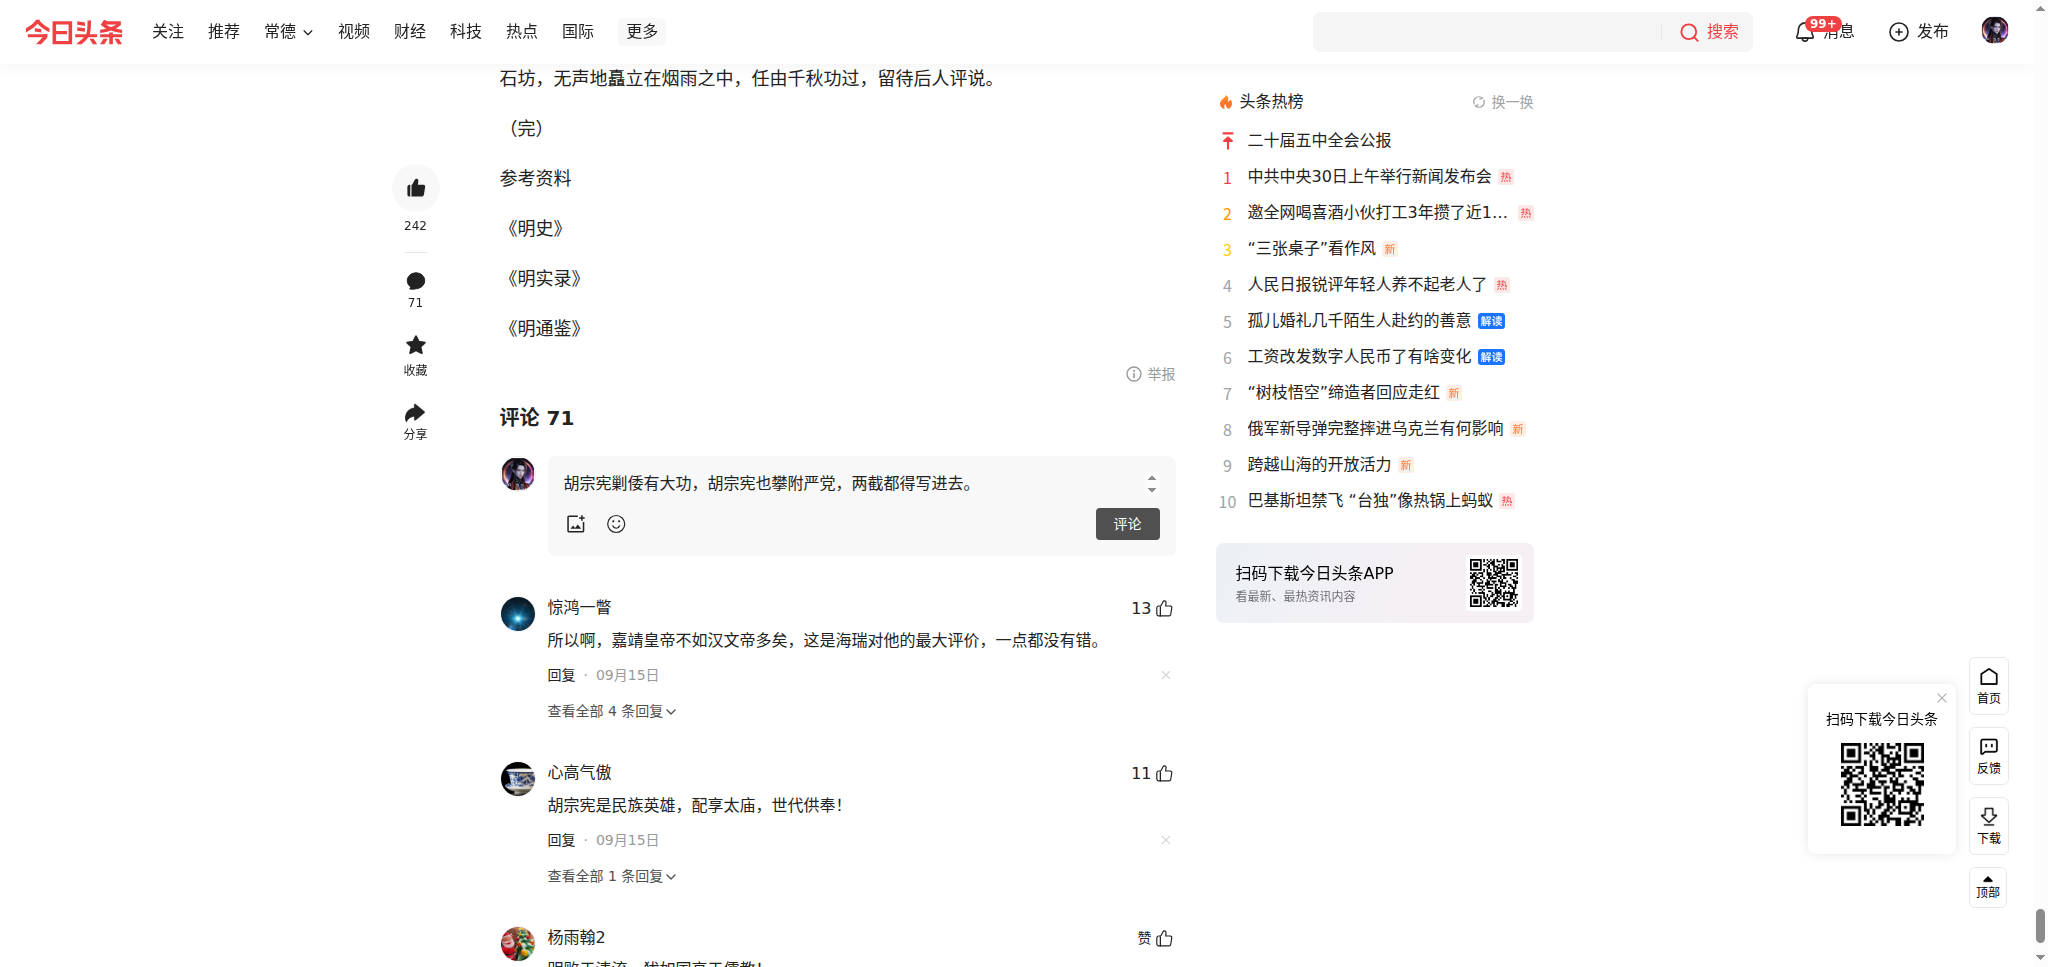 今日头条
关注 推荐 常德 视频 财经 科技 热点 国际 更多
搜索
99+
消息
发布
石坊，无声地矗立在烟雨之中，任由千秋功过，留待后人评说。
（完）
参考资料
《明史》
《明实录》
《明通鉴》
举报
242
71
收藏
分享
评论 71
胡宗宪剿倭有大功，胡宗宪也攀附严党，两截都得写进去。
评论
惊鸿一瞥
13
所以啊，嘉靖皇帝不如汉文帝多矣，这是海瑞对他的最大评价，一点都没有错。
回复 · 09月15日
查看全部 4 条回复
心高气傲
11
胡宗宪是民族英雄，配享太庙，世代供奉！
回复 · 09月15日
查看全部 1 条回复
杨雨翰2
赞
头条热榜
换一换
二十届五中全会公报
1 中共中央30日上午举行新闻发布会 热
2 邀全网喝喜酒小伙打工3年攒了近1... 热
3 “三张桌子”看作风 新
4 人民日报锐评年轻人养不起老人了 热
5 孤儿婚礼几千陌生人赴约的善意 解读
6 工资改发数字人民币了有啥变化 解读
7 “树枝悟空”缔造者回应走红 新
8 俄军新导弹完整摔进乌克兰有何影响 新
9 跨越山海的开放活力 新
10 巴基斯坦禁飞 “台独”像热锅上蚂蚁 热
扫码下载今日头条APP
看最新、最热资讯内容
扫码下载今日头条
首页
反馈
下载
顶部